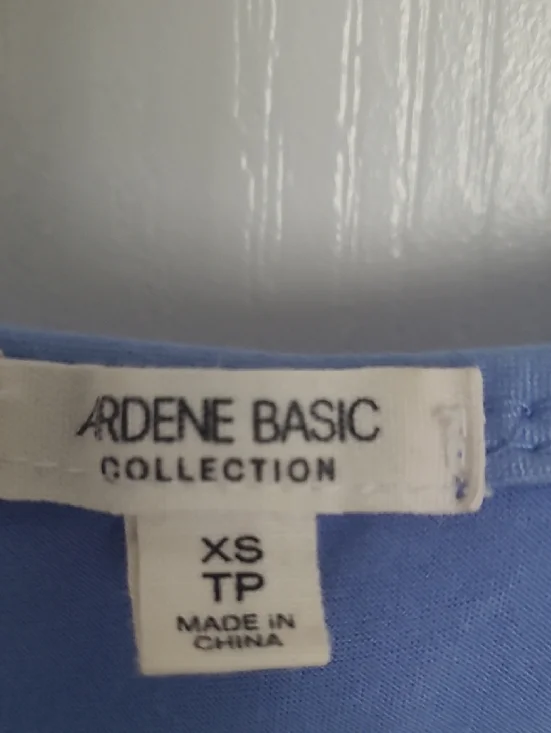 ARDENE BASIC
COLLECTION
XS
TP
MADE IN
CHINA